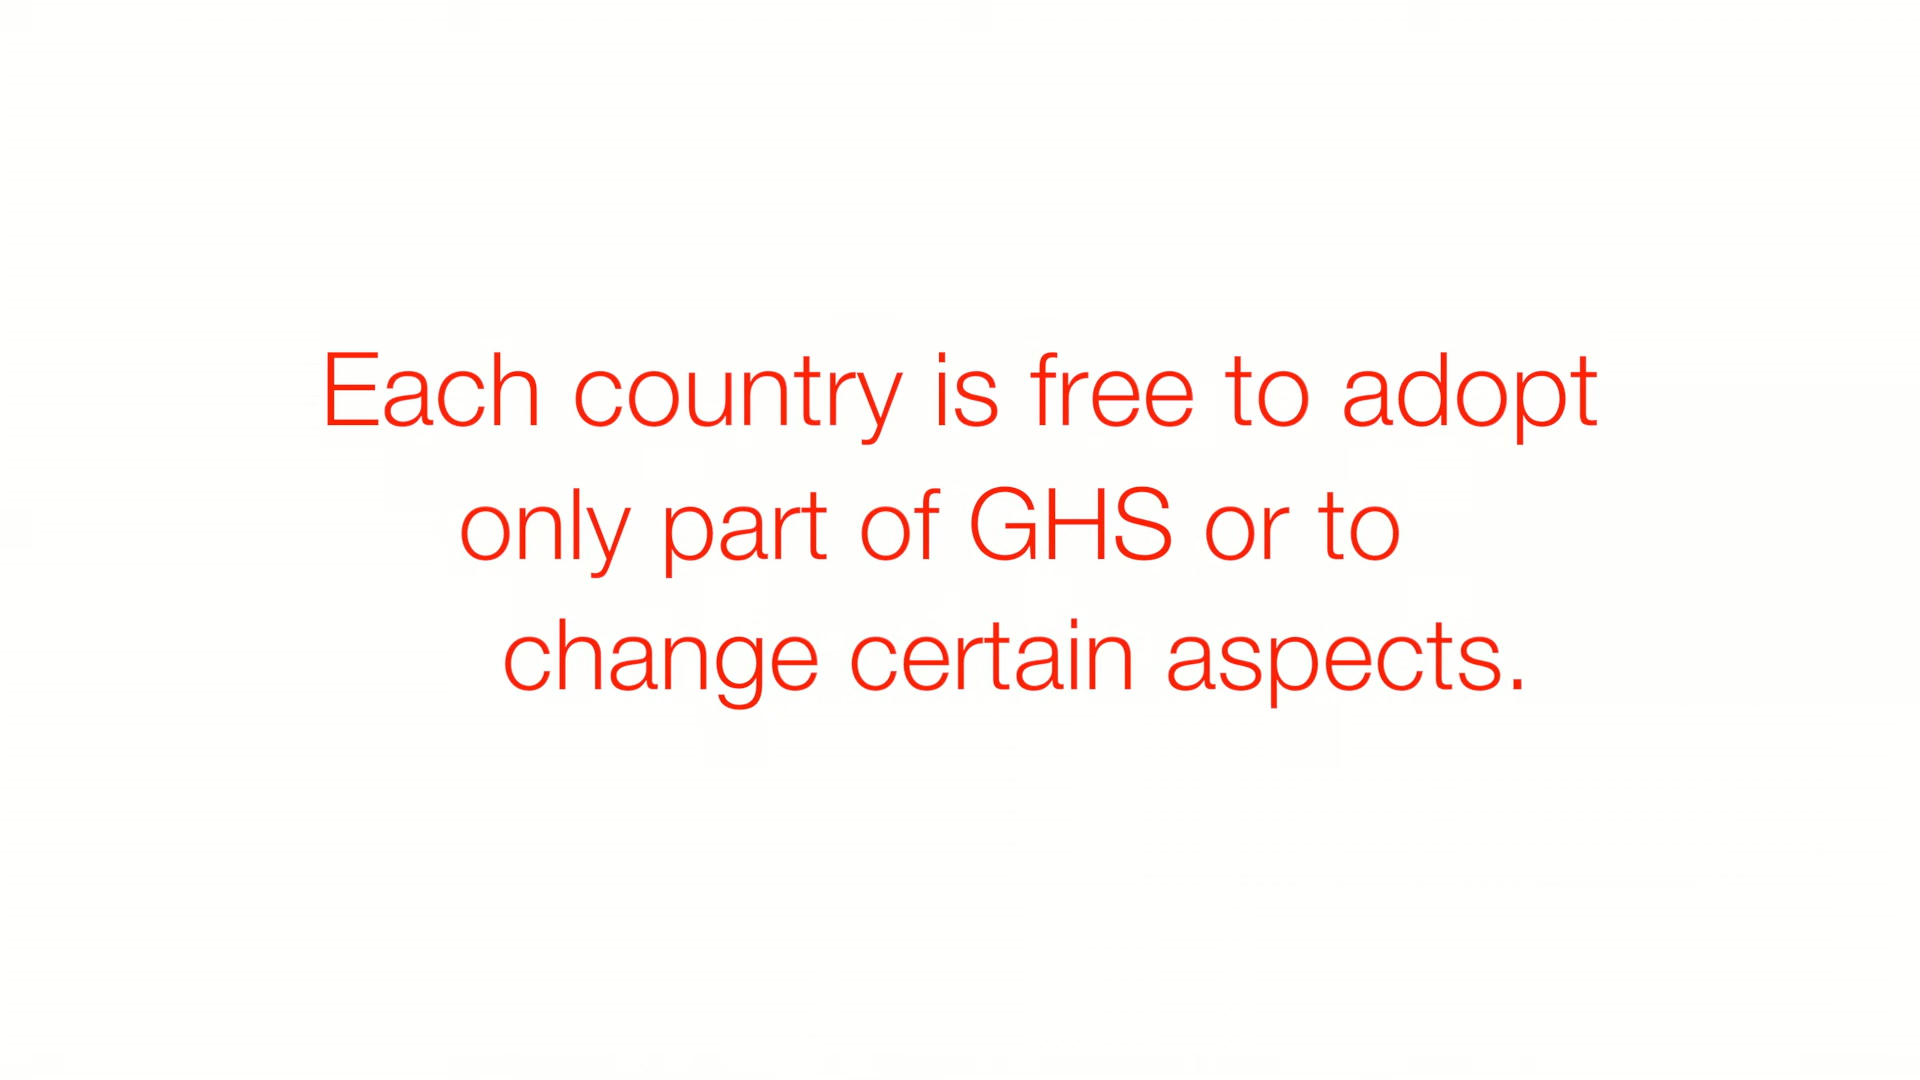 Each country is free to adopt
only part of GHS or to
change certain aspects.